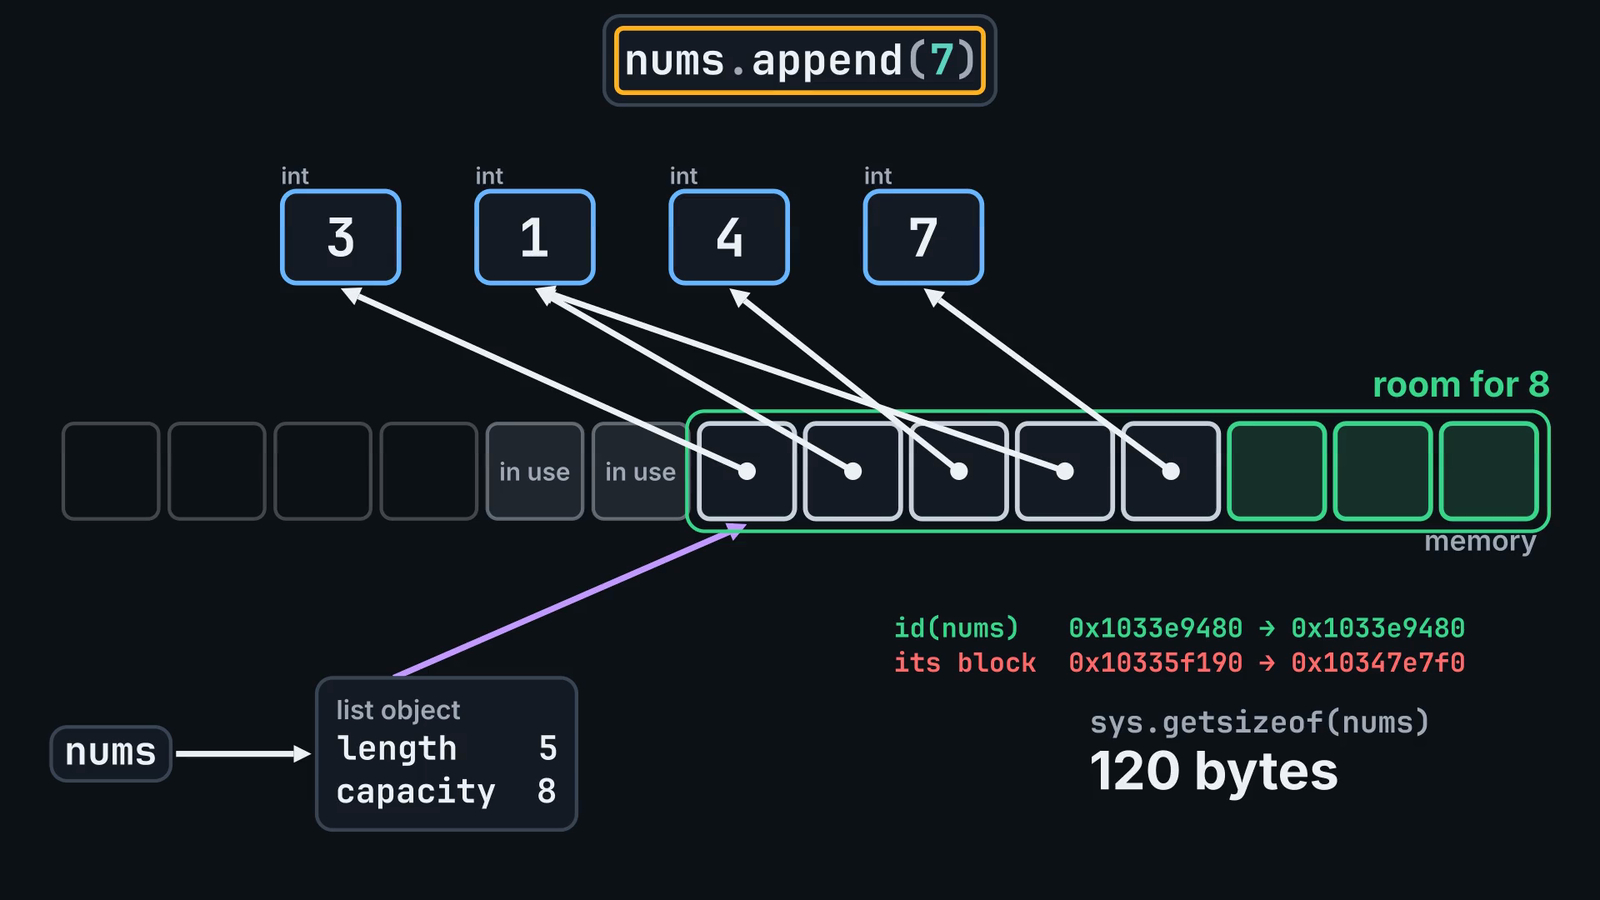 nums.append(7)
int int int int
3 1 4 7
room for 8
in use in use
memory
id(nums) 0x1033e9480 → 0x1033e9480
its block 0x10335f190 → 0x10347e7f0
sys.getsizeof(nums)
120 bytes
nums
list object
length 5
capacity 8